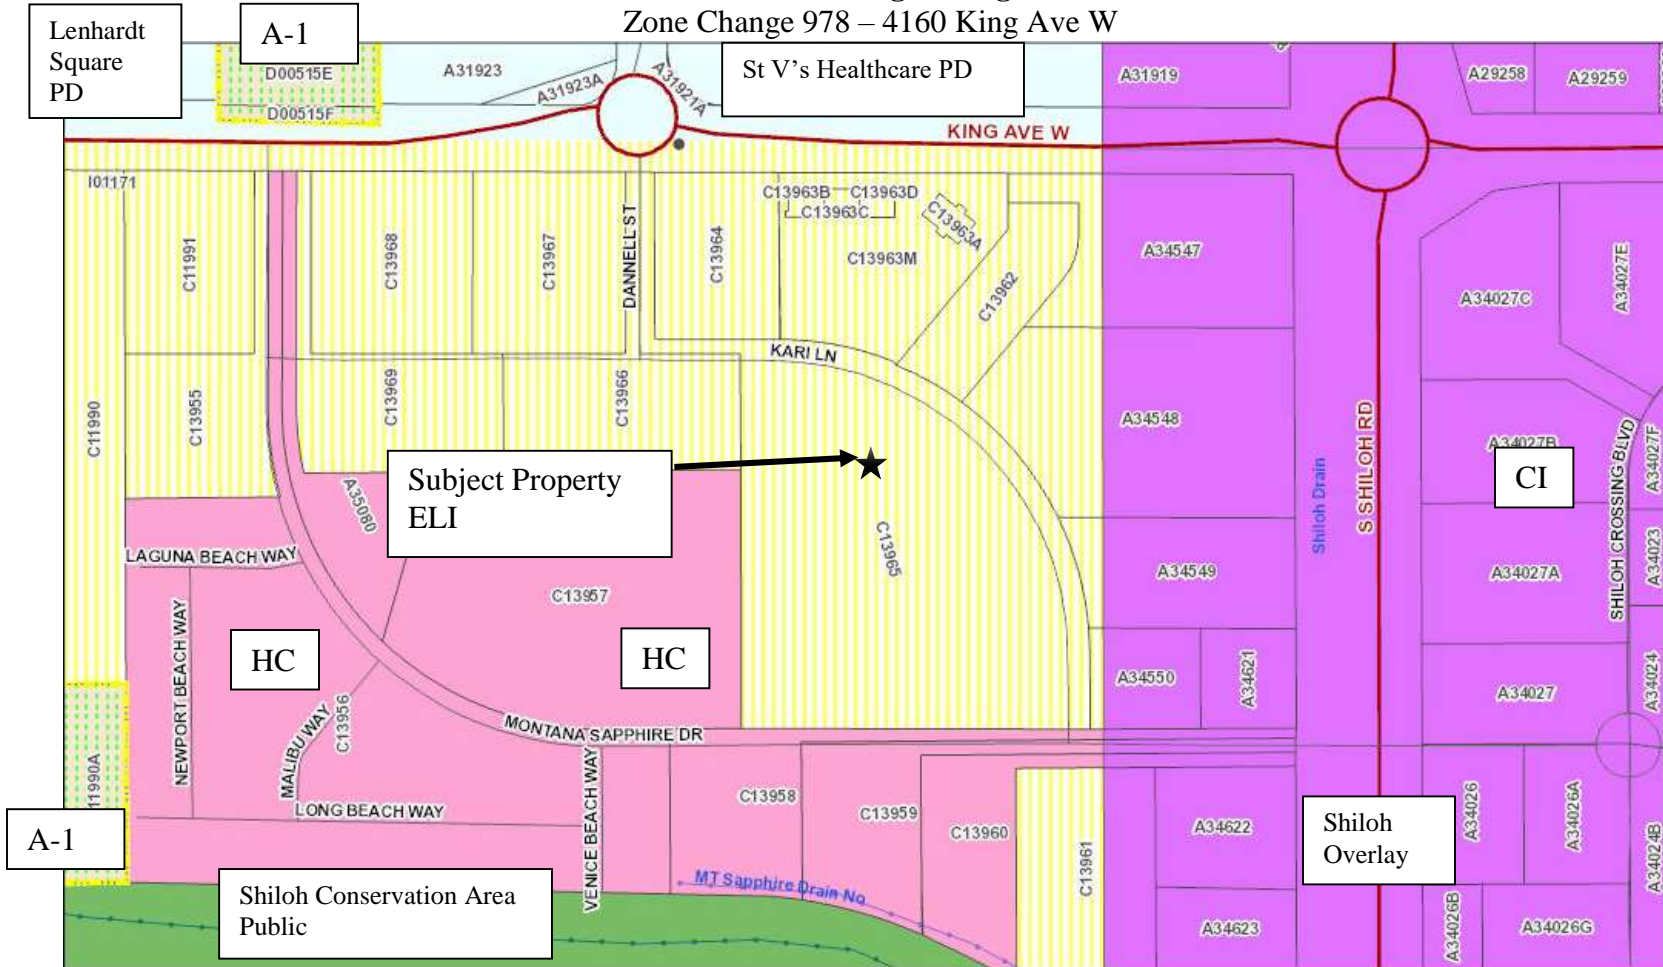 Zone Change 978 – 4160 King Ave W
Lenhardt
Square
PD
A-1
St V's Healthcare PD
D00515E
D00515F
A31923
A31923A
A31921A
A31919
A29258
A29259
KING AVE W
I01171
C11991
C13968
C13967
DANNELL ST
C13964
C13963B
C13963D
C13963C
C13963A
C13963M
C13962
A34547
A34027C
A34027E
KARI LN
C11990
C13955
C13969
C13966
A34548
S SHILOH RD
A34027B
SHILOH CROSSING BLVD
A34027F
CI
Subject Property
ELI
A35080
C13965
Shiloh Drain
LAGUNA BEACH WAY
C13957
A34549
A34027A
A34023
NEWPORT BEACH WAY
HC
HC
A34550
A34621
A34027
A34024
MALIBU WAY
C13956
MONTANA SAPPHIRE DR
11990A
LONG BEACH WAY
VENICE BEACH WAY
C13958
C13959
C13960
C13961
A34622
Shiloh
Overlay
A34026
A34026A
A34024B
A-1
Shiloh Conservation Area
Public
MT Sapphire Drain No
A34623
A34026B
A34026G